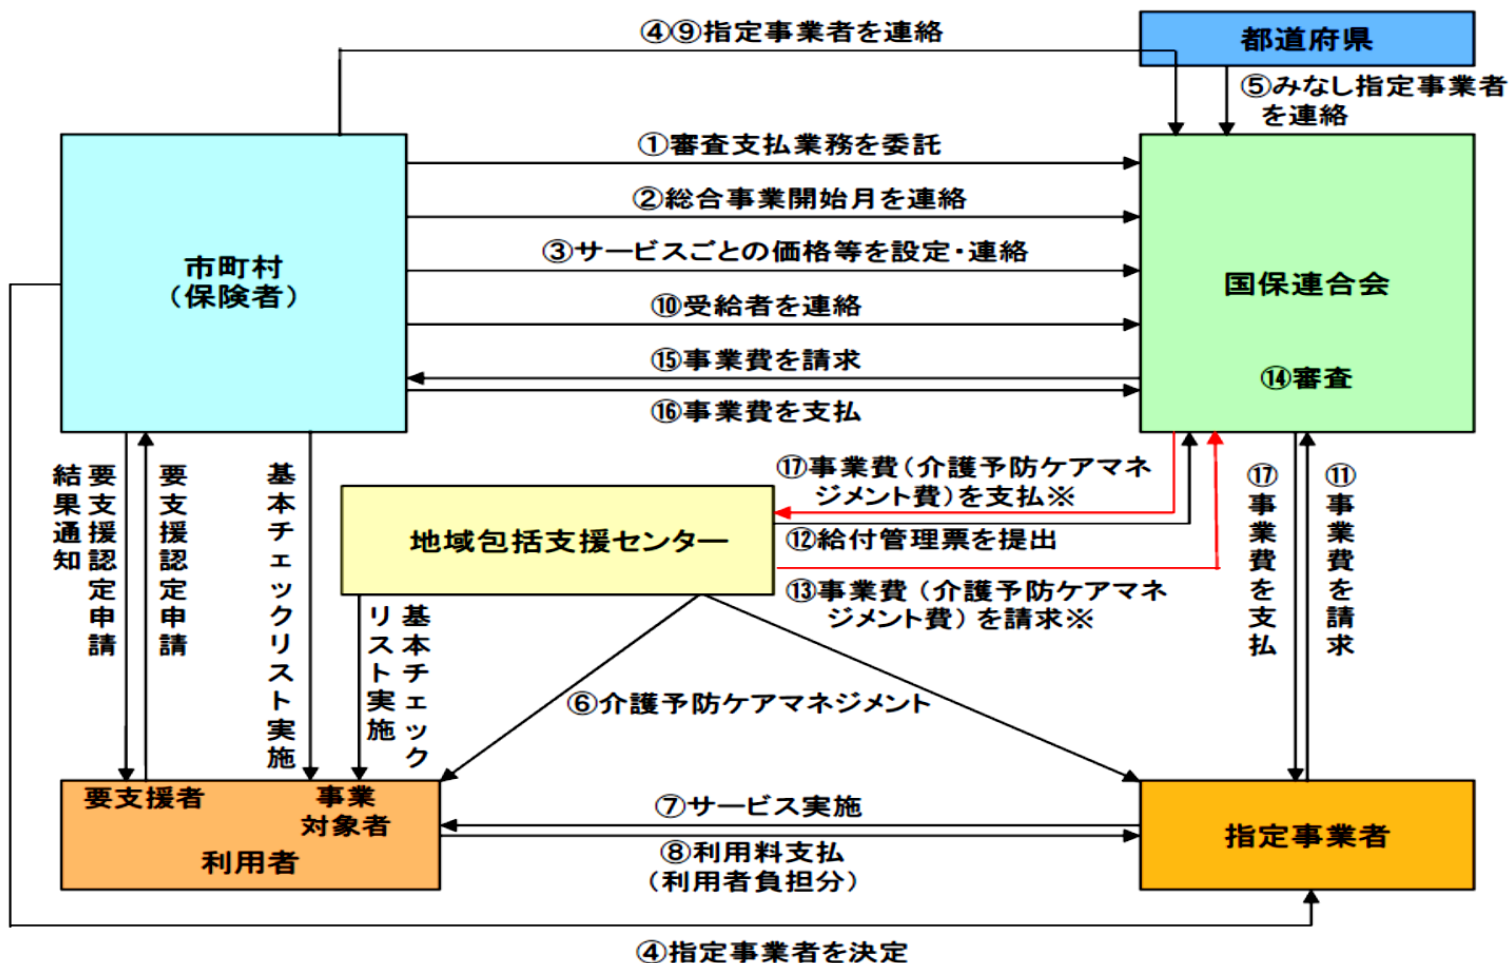 ④⑨指定事業者を連絡
都道府県
⑤みなし指定事業者
を連絡
①審査支払業務を委託
②総合事業開始月を連絡
③サービスごとの価格等を設定・連絡
市町村
（保険者）
国保連合会
⑩受給者を連絡
⑮事業費を請求
⑭審査
⑯事業費を支払
要支援認定申請
結果通知
要支援認定申請
基本チェックリスト実施
⑰事業費（介護予防ケアマネ
ジメント費）を支払※
地域包括支援センター
⑫給付管理票を提出
⑬事業費（介護予防ケアマネ
ジメント費）を請求※
⑰事業費を支払
⑪事業費を請求
基本チェック
リスト実施
⑥介護予防ケアマネジメント
要支援者
事業
対象者
利用者
⑦サービス実施
⑧利用料支払
（利用者負担分）
指定事業者
④指定事業者を決定